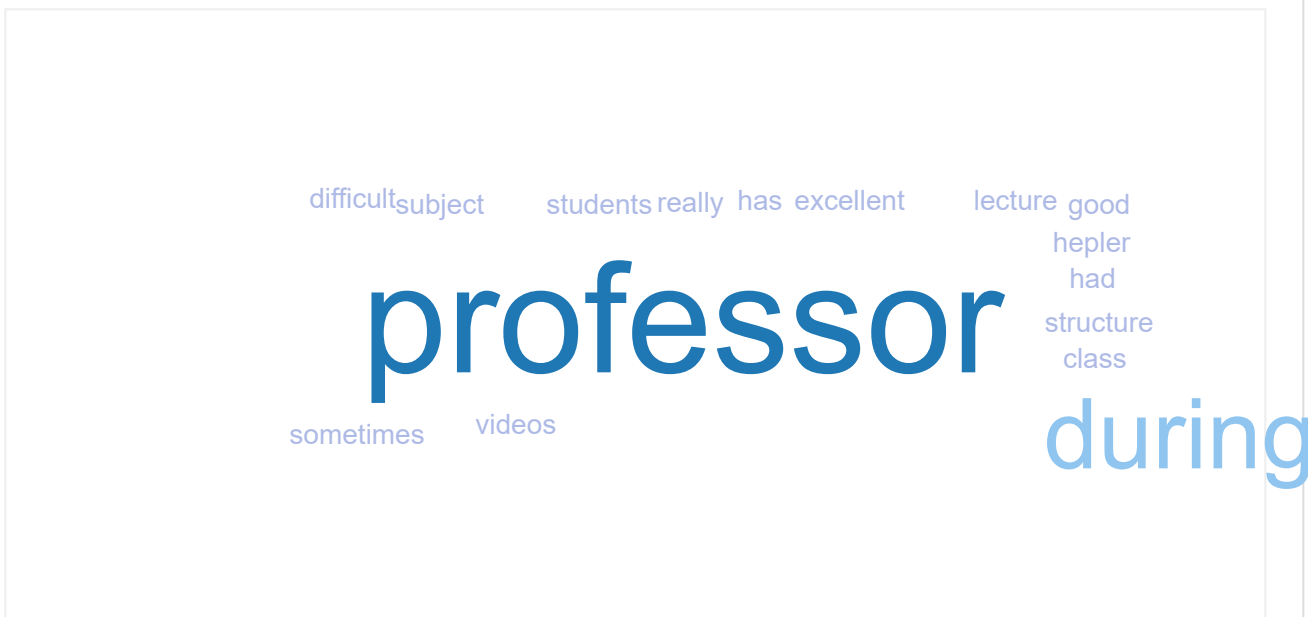 difficult subject students really has excellent lecture good
hepler
had
professor
structure
class
sometimes videos
during